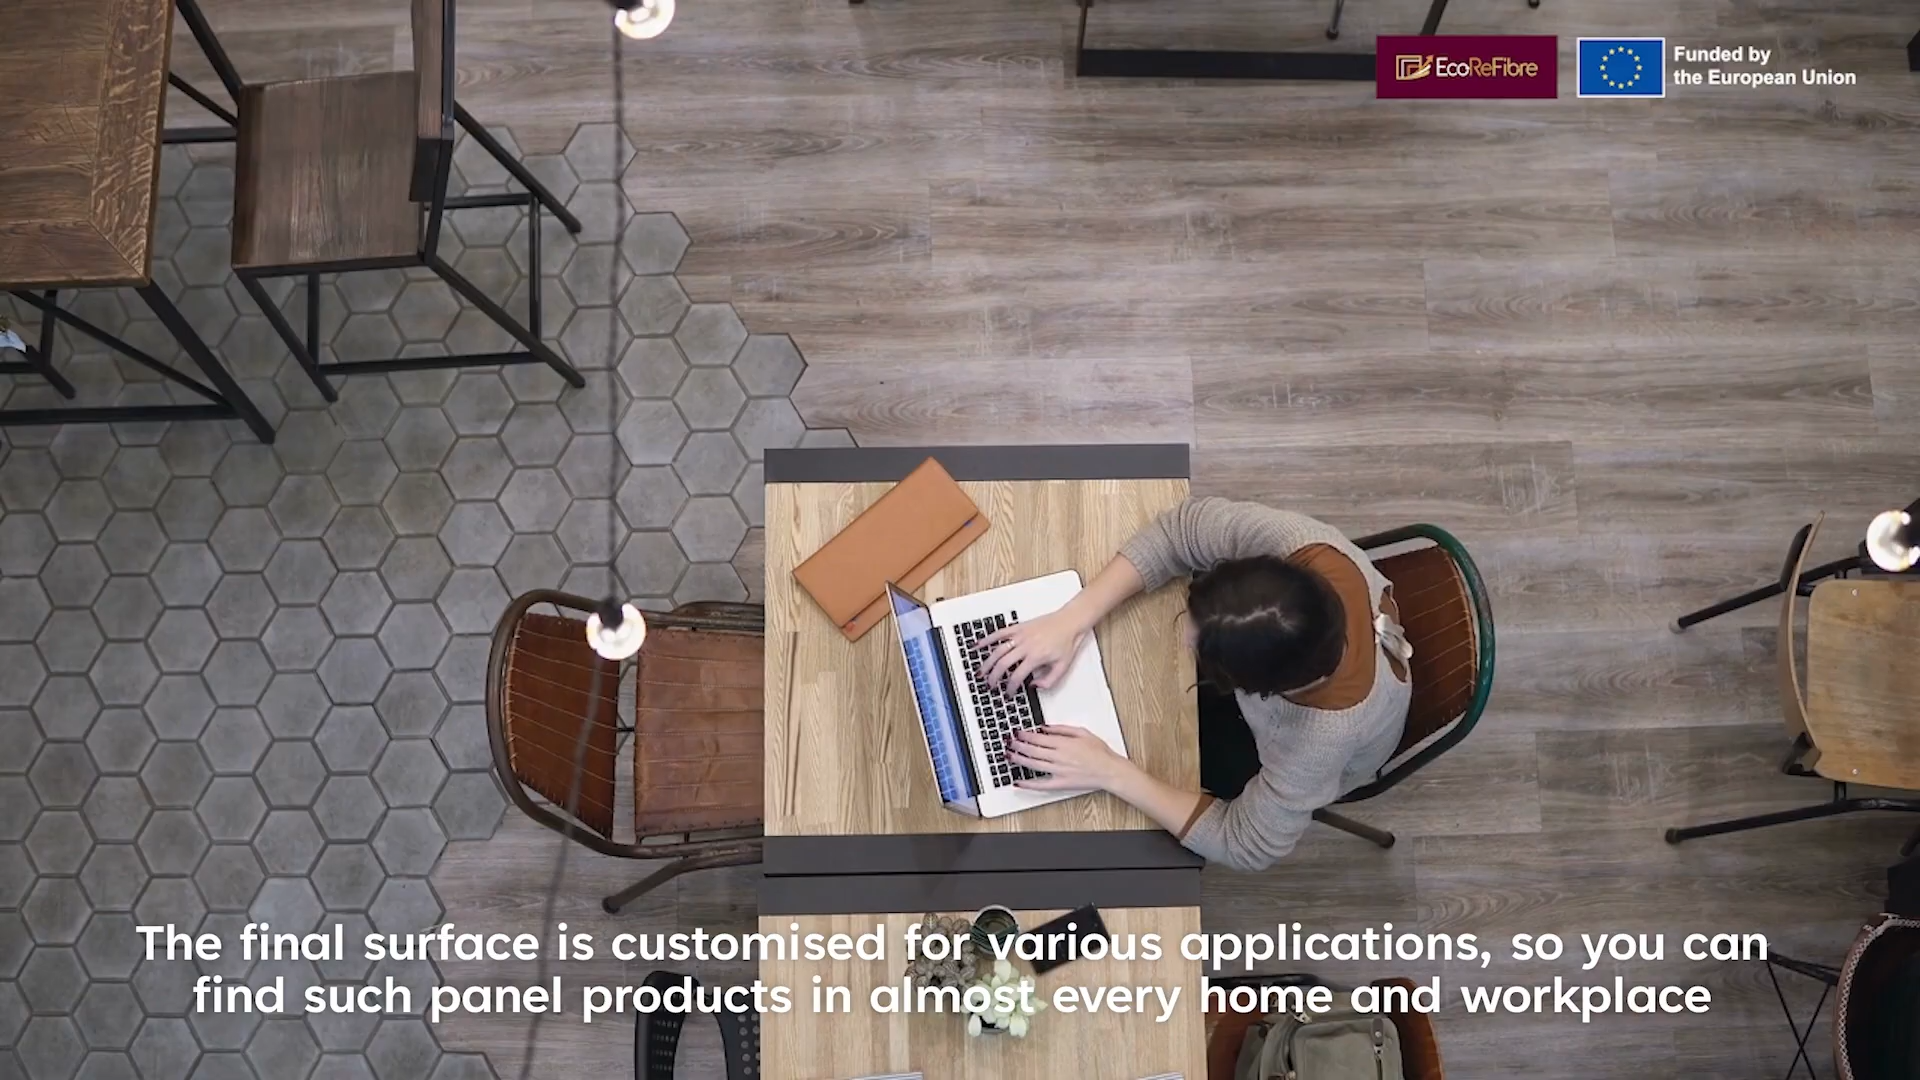 EcoReFibre
Funded by
the European Union
The final surface is customised for various applications, so you can
find such panel products in almost every home and workplace